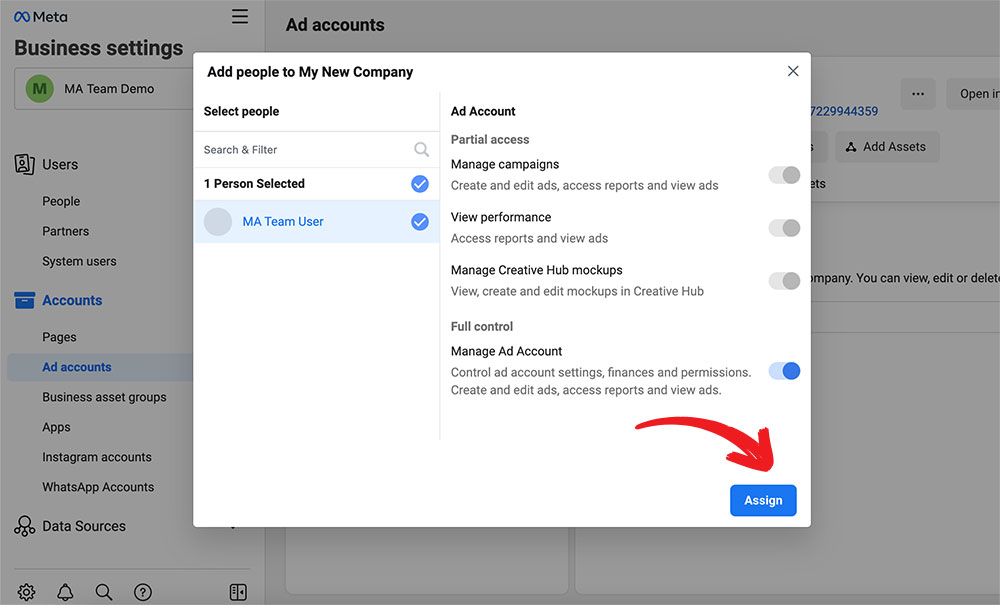 Meta
Business settings
M
MA Team Demo
Users
People
Partners
System users
Accounts
Pages
Ad accounts
Business asset groups
Apps
Instagram accounts
WhatsApp Accounts
Data Sources
Ad accounts
7229944359
...
Open in
Add Assets
ets
ompany. You can view, edit or delete
Add people to My New Company
Select people
Search & Filter
1 Person Selected
MA Team User
Ad Account
Partial access
Manage campaigns
Create and edit ads, access reports and view ads
View performance
Access reports and view ads
Manage Creative Hub mockups
View, create and edit mockups in Creative Hub
Full control
Manage Ad Account
Control ad account settings, finances and permissions.
Create and edit ads, access reports and view ads.
Assign